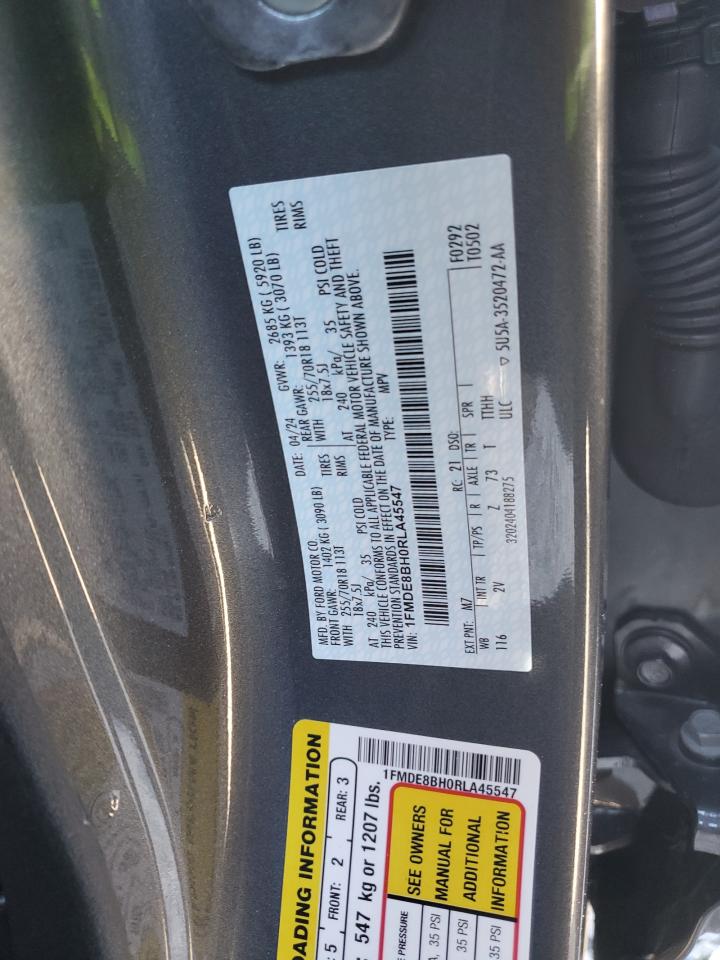 MFD. BY FORD MOTOR CO.
DATE: 04/24
GVWR: 2685 KG ( 5920 LB)
FRONT GAWR: 1402 KG ( 3090 LB)
REAR GAWR: 1393 KG ( 3070 LB)
WITH 255/70R18 113T TIRES
WITH 255/70R18 113T TIRES
18x7.5J RIMS
18x7.5J RIMS
AT 240 kPa/ 35 PSI COLD
AT 240 kPa/ 35 PSI COLD
THIS VEHICLE CONFORMS TO ALL APPLICABLE FEDERAL MOTOR VEHICLE SAFETY AND THEFT
PREVENTION STANDARDS IN EFFECT ON THE DATE OF MANUFACTURE SHOWN ABOVE.
VIN: 1FMDE8BH0RLA45547
TYPE: MPV
F0292
T0502
EXT PNT: M7 RC: 21 DSO:
WB INT TR TP/PS R AXLE TR SPR
116 2V Z 73 T TTHH
3202404188275 ULC ▽ 5U5A-3520472-AA
LOADING INFORMATION
5 FRONT: 2 REAR: 3
547 kg or 1207 lbs.
1FMDE8BH0RLA45547
PRESSURE
35 PSI
35 PSI
35 PSI
SEE OWNERS
MANUAL FOR
ADDITIONAL
INFORMATION